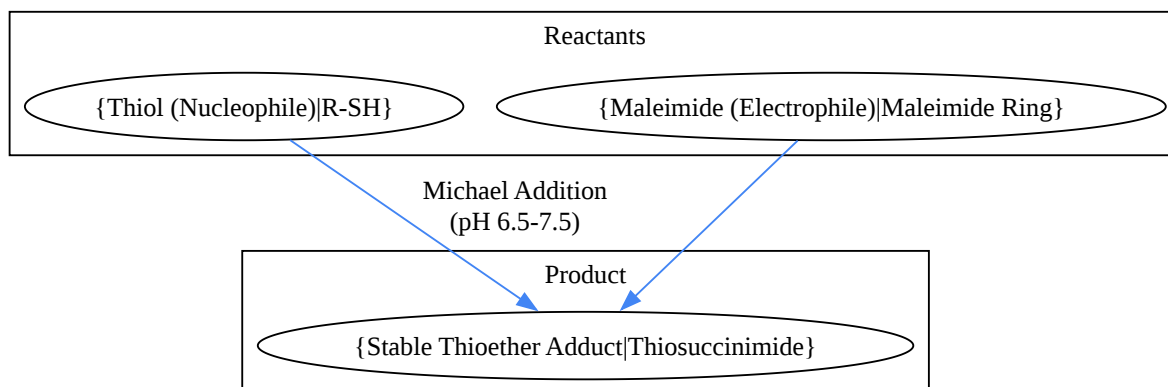 Reactants
{Thiol (Nucleophile)|R-SH}
{Maleimide (Electrophile)|Maleimide Ring}
Michael Addition
(pH 6.5-7.5)
Product
{Stable Thioether Adduct|Thiosuccinimide}